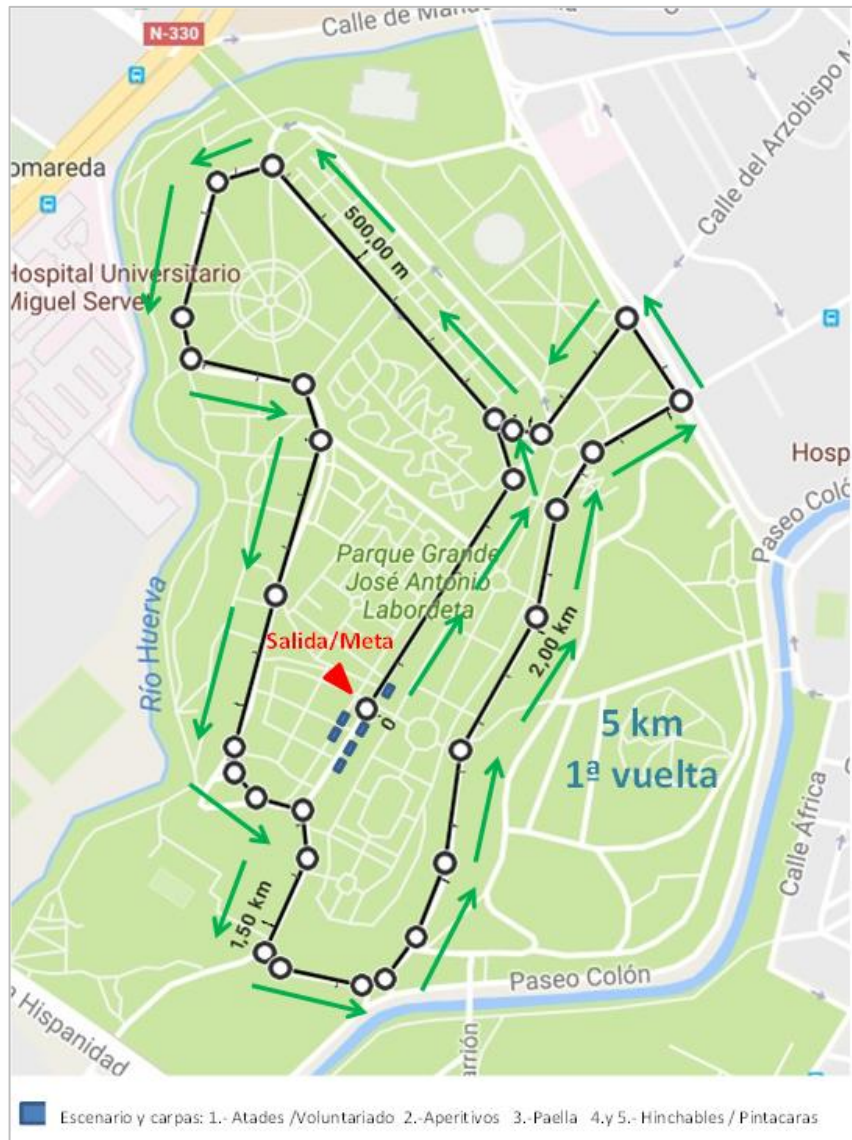 N-330
Calle de Man
Calle del Arzobispo M
omareda
500,00 m
Hospital Universitario
Miguel Serve
Hosp
Paseo Coló
Parque Grande
José Antonio
Labordeta
Río Huerva
Salida/Meta
0
2,00 km
5 km
1ª vuelta
Calle África
1,50 km
Paseo Colón
Hispanidad
arrión
Escenario y carpas: 1.- Atades /Voluntariado 2.-Aperitivos 3.-Paella 4.y 5.- Hinchables / Pintacaras